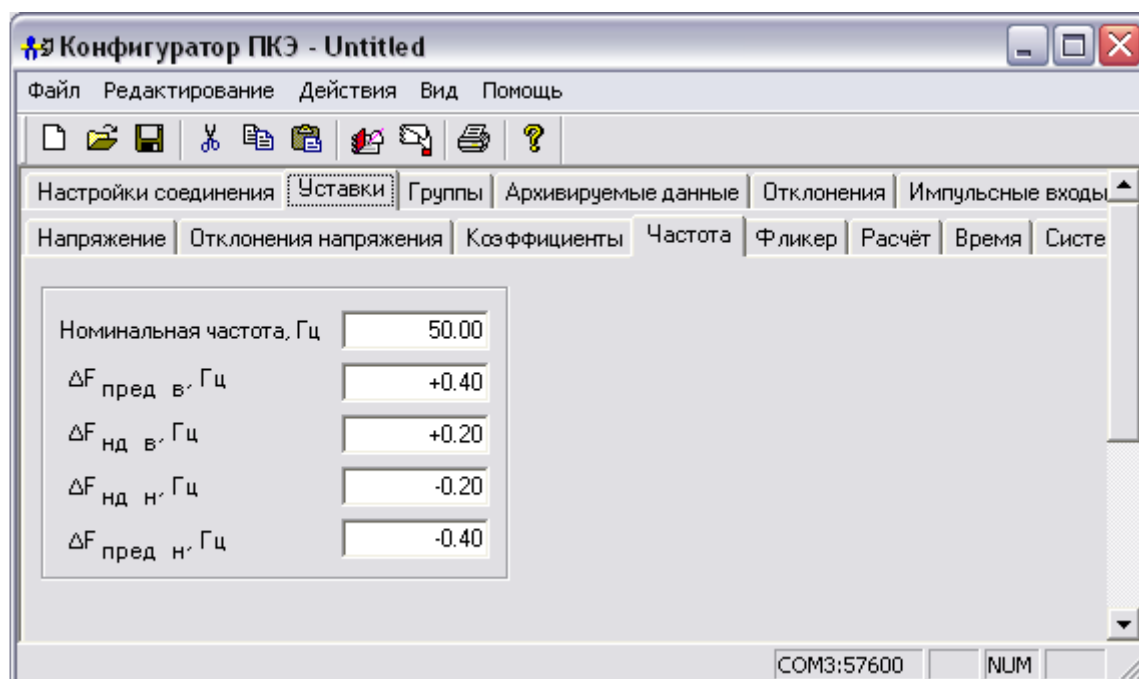 Конфигуратор ПКЭ - Untitled
Файл Редактирование Действия Вид Помощь
Настройки соединения Уставки Группы Архивируемые данные Отклонения Импульсные входы
Напряжение Отклонения напряжения Коэффициенты Частота Фликер Расчёт Время Систе
Номинальная частота, Гц 50.00
ΔF пред в, Гц +0.40
ΔF нд в, Гц +0.20
ΔF нд н, Гц -0.20
ΔF пред н, Гц -0.40
COM3:57600 NUM